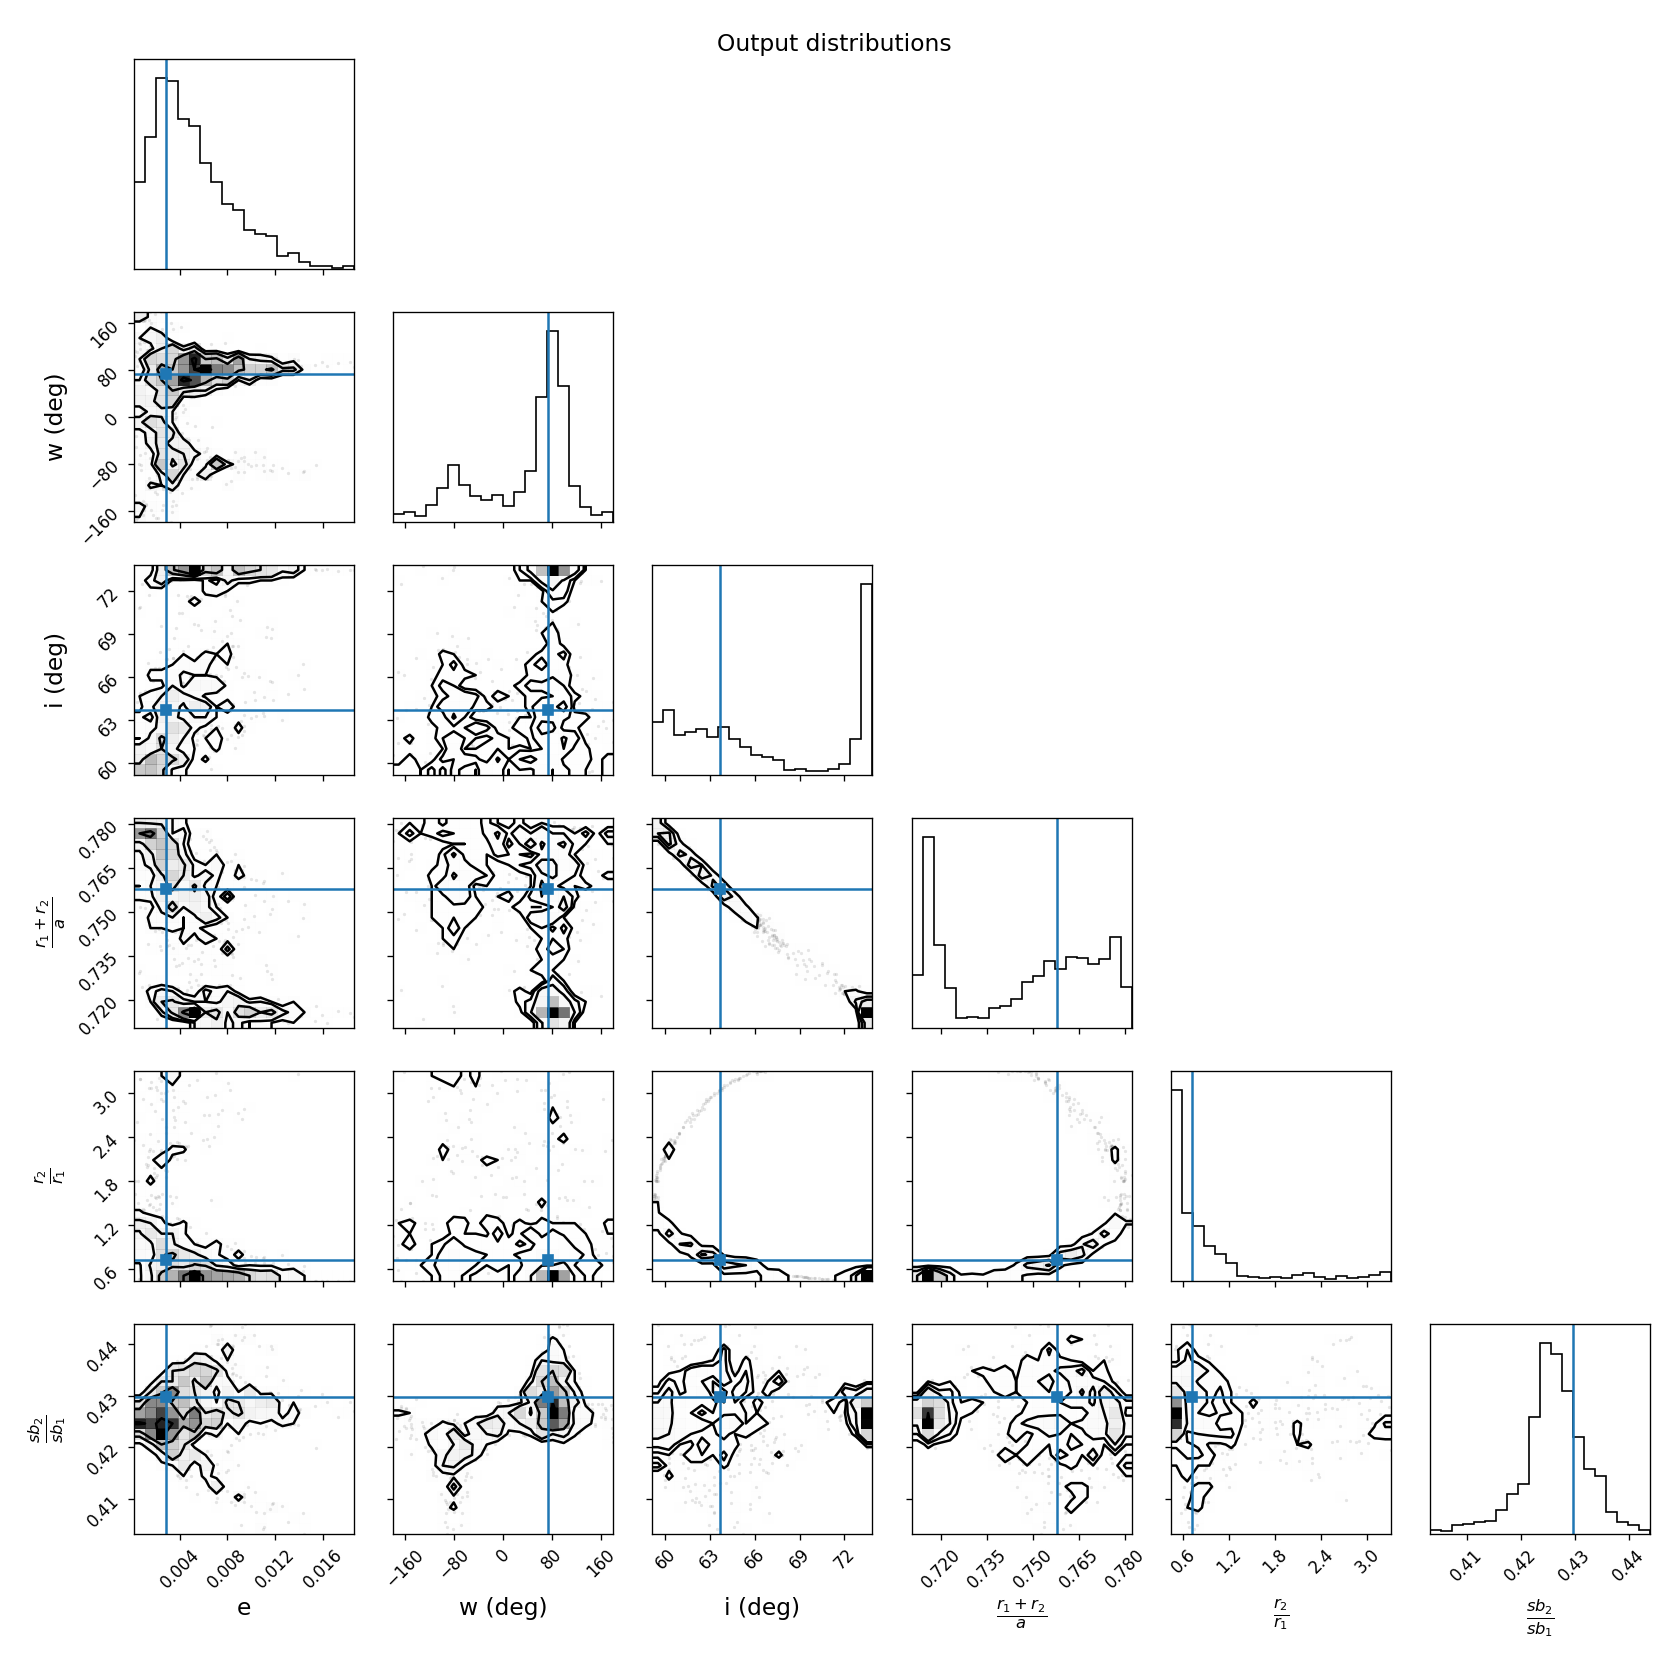 Output distributions
w (deg)
160
80
0
−80
−160
i (deg)
72
69
66
63
60
r₁ + r₂
a
0.780
0.765
0.750
0.735
0.720
r₂
r₁
3.0
2.4
1.8
1.2
0.6
sb₂
sb₁
0.44
0.43
0.42
0.41
0.004 0.008 0.012 0.016
−160 −80 0 80 160
60 63 66 69 72
0.720 0.735 0.750 0.765 0.780
0.6 1.2 1.8 2.4 3.0
0.41 0.42 0.43 0.44
e
w (deg)
i (deg)
r₁ + r₂
a
r₂
r₁
sb₂
sb₁